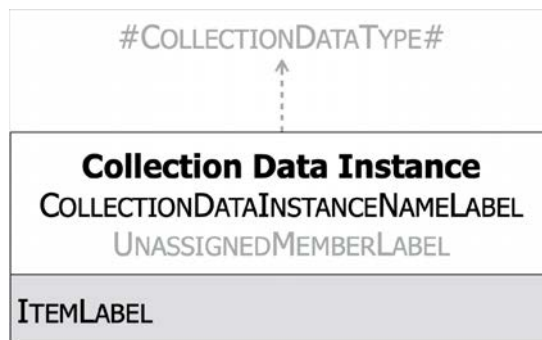 #COLLECTIONDATATYPE#
Collection Data Instance
COLLECTIONDATAINSTANCENAMELABEL
UNASSIGNEDMEMBERLABEL
ITEMLABEL